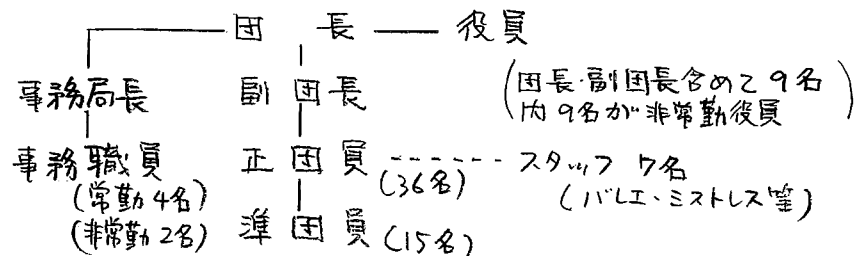 団長 役員
事務局長 副団長 (団長・副団長含めて9名
内9名が非常勤役員)
事務職員 正団員 スタッフ 7名
(常勤4名) (36名) (バレエ・ミストレス等)
(非常勤2名) 準団員 (15名)